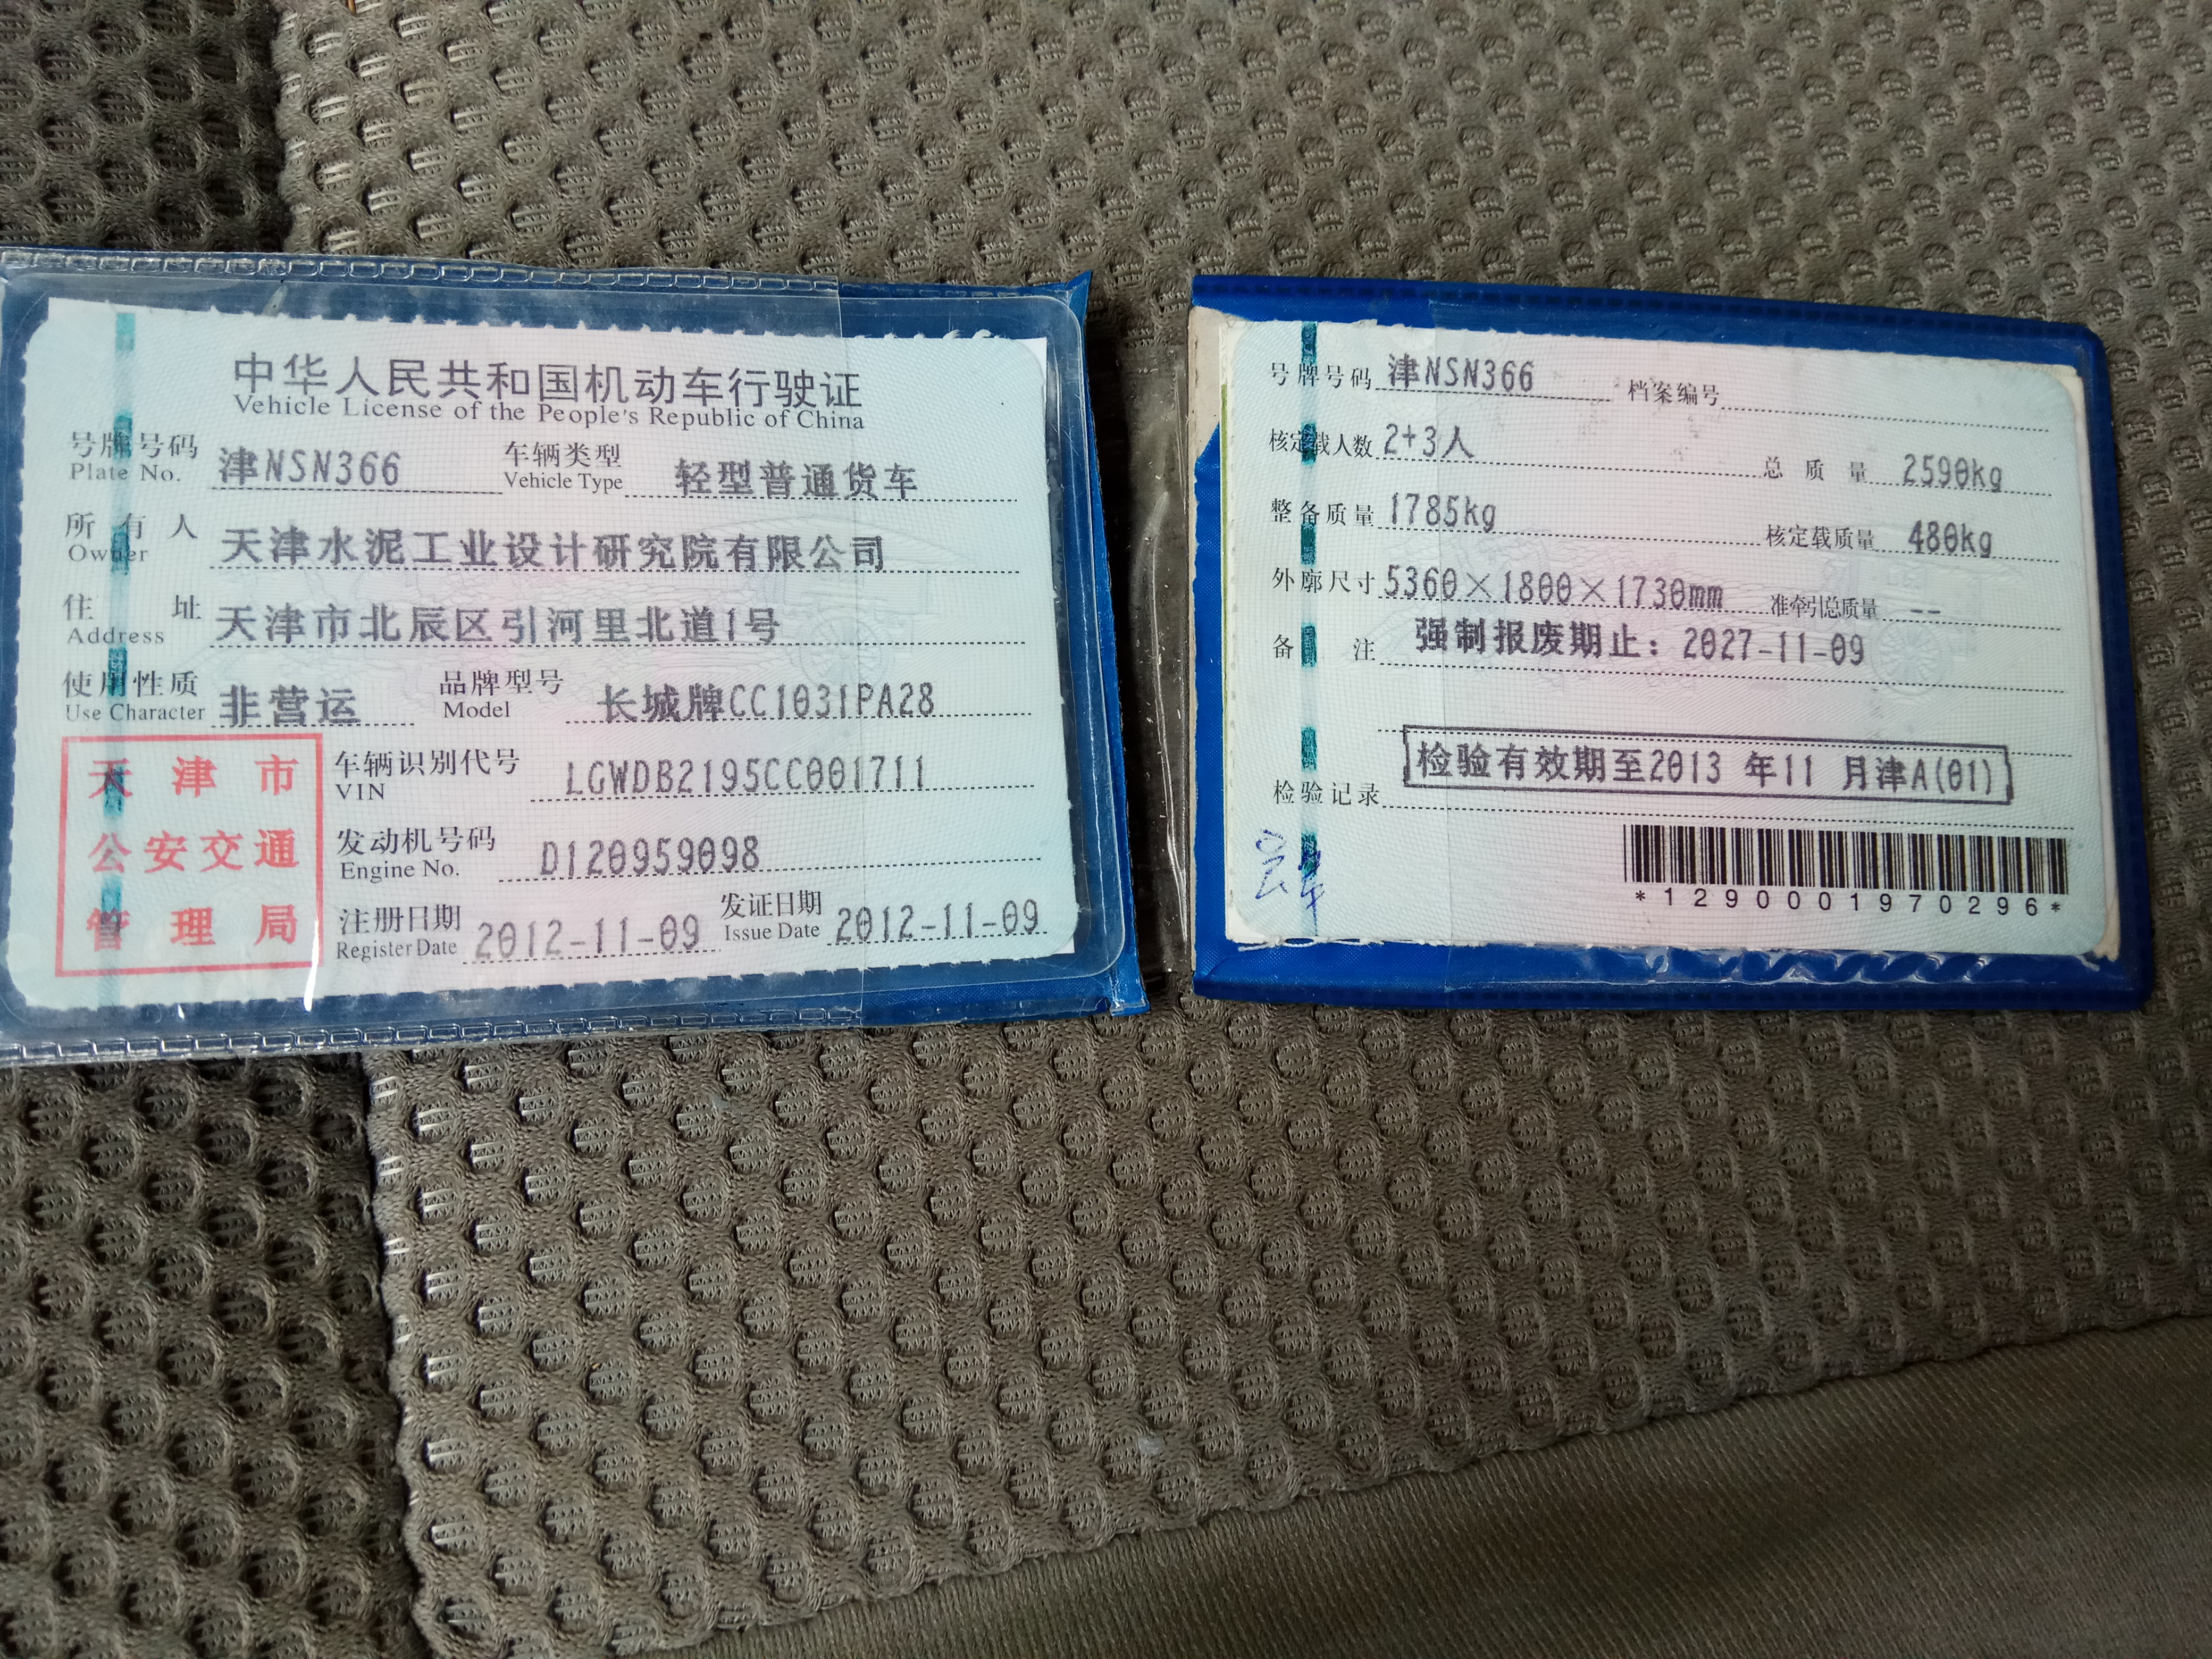 中华人民共和国机动车行驶证
Vehicle License of the People's Republic of China
号牌号码 津NSN366 车辆类型 轻型普通货车
Plate No. Vehicle Type
所有人 天津水泥工业设计研究院有限公司
Owner
住址 天津市北辰区引河里北道1号
Address
使用性质 非营运 品牌型号 长城牌CC1031PA28
Use Character Model
车辆识别代号 LGWDB2195CC001711
VIN
发动机号码 D120959098
Engine No.
注册日期 2012-11-09 发证日期 2012-11-09
Register Date Issue Date
天津市
公安交通
管理局
号牌号码 津NSN366 档案编号
核定载人数 2+3人 总质量 2590kg
整备质量 1785kg 核定载质量 480kg
外廓尺寸 5360×1800×1730mm 准牵引总质量 --
备注 强制报废期止：2027-11-09
检验记录 检验有效期至2013 年11 月津A(01)
*1290001970296*